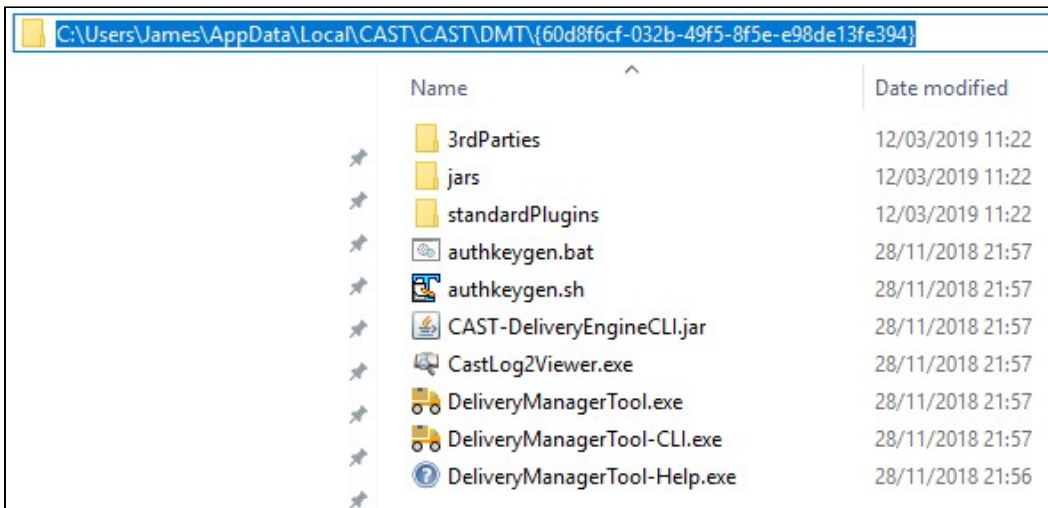 C:\Users\James\AppData\Local\CAST\CAST\DMT\{60d8f6cf-032b-49f5-8f5e-e98de13fe394}
Name Date modified
3rdParties 12/03/2019 11:22
jars 12/03/2019 11:22
standardPlugins 12/03/2019 11:22
authkeygen.bat 28/11/2018 21:57
authkeygen.sh 28/11/2018 21:57
CAST-DeliveryEngineCLI.jar 28/11/2018 21:57
CastLog2Viewer.exe 28/11/2018 21:57
DeliveryManagerTool.exe 28/11/2018 21:57
DeliveryManagerTool-CLI.exe 28/11/2018 21:57
DeliveryManagerTool-Help.exe 28/11/2018 21:56